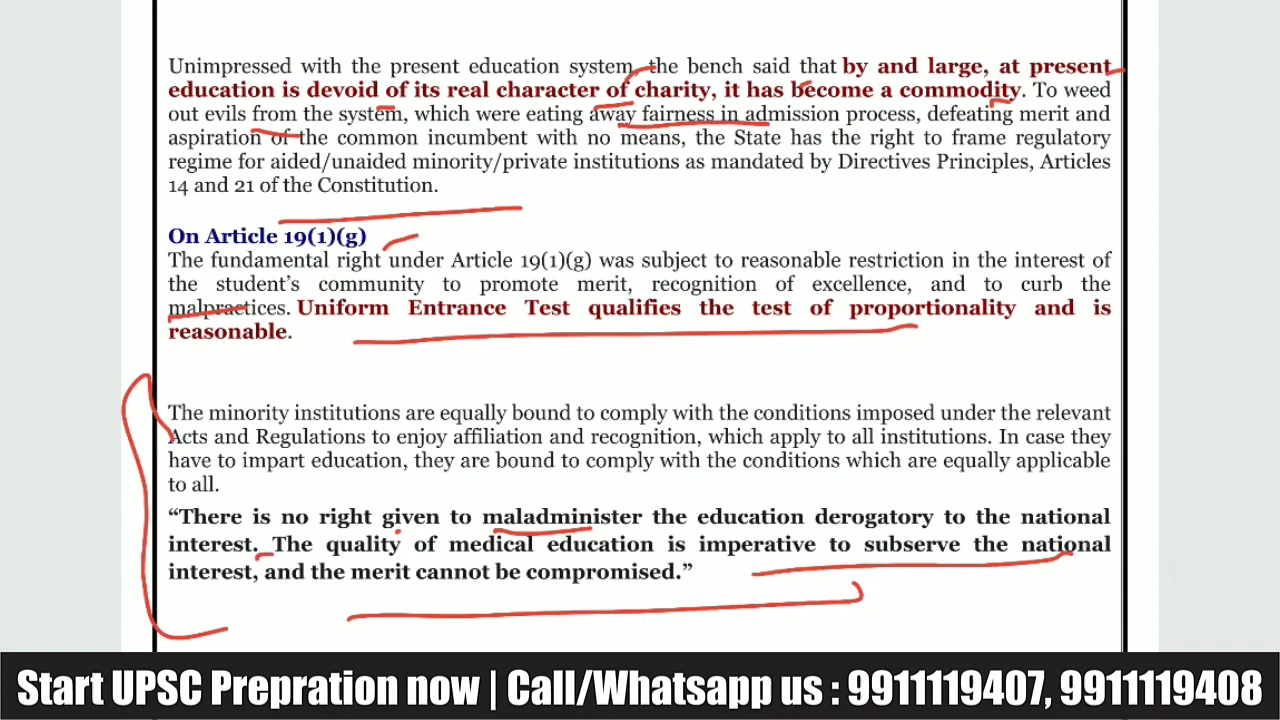 Unimpressed with the present education system, the bench said that by and large, at present
education is devoid of its real character of charity, it has become a commodity. To weed
out evils from the system, which were eating away fairness in admission process, defeating merit and
aspiration of the common incumbent with no means, the State has the right to frame regulatory
regime for aided/unaided minority/private institutions as mandated by Directives Principles, Articles
14 and 21 of the Constitution.
On Article 19(1)(g)
The fundamental right under Article 19(1)(g) was subject to reasonable restriction in the interest of
the student’s community to promote merit, recognition of excellence, and to curb the
malpractices. Uniform Entrance Test qualifies the test of proportionality and is
reasonable.
The minority institutions are equally bound to comply with the conditions imposed under the relevant
Acts and Regulations to enjoy affiliation and recognition, which apply to all institutions. In case they
have to impart education, they are bound to comply with the conditions which are equally applicable
to all.
“There is no right given to maladminister the education derogatory to the national
interest. The quality of medical education is imperative to subserve the national
interest, and the merit cannot be compromised.”
Start UPSC Prepration now | Call/Whatsapp us : 9911119407, 9911119408